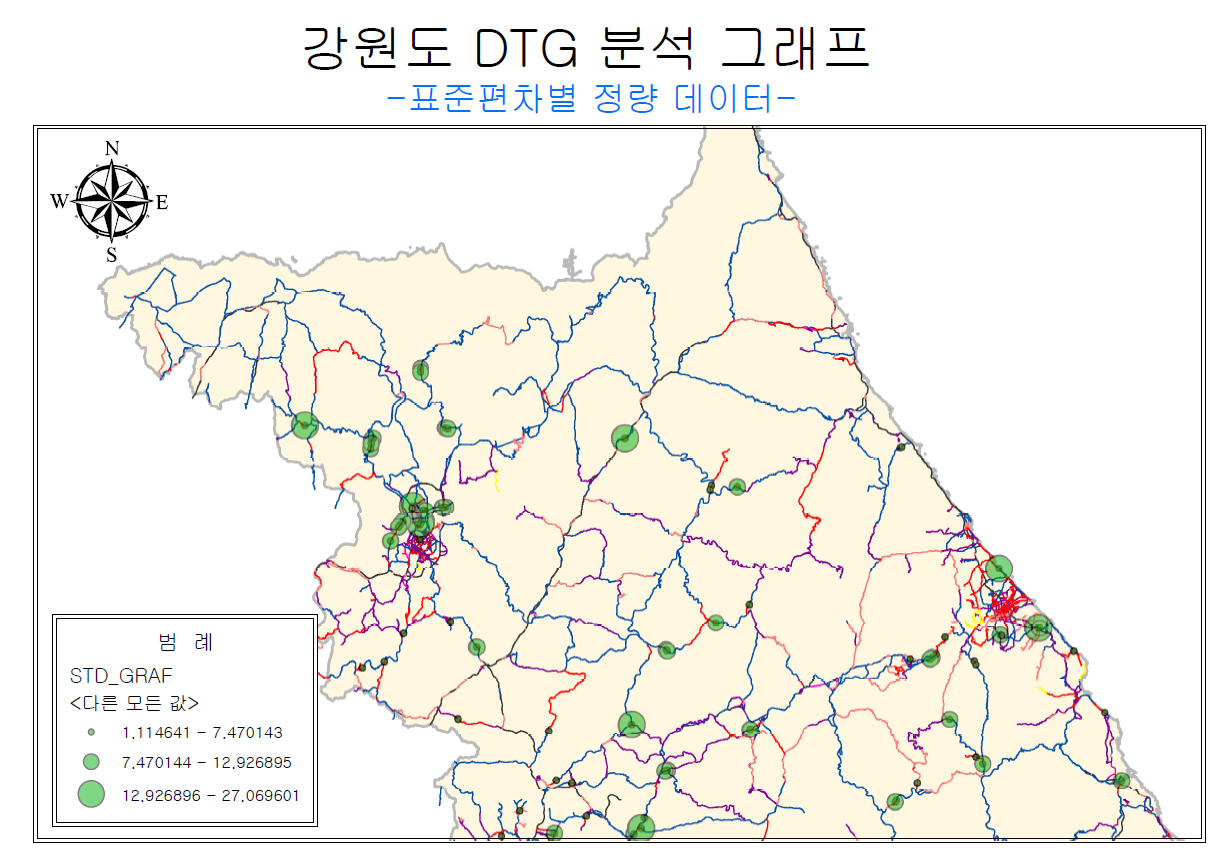 강원도 DTG 분석 그래프
-표준편차별 정량 데이터-
N
W E
S
범 례
STD_GRAF
<다른 모든 값>
1.114641 - 7.470143
7.470144 - 12.926895
12.926896 - 27.069601